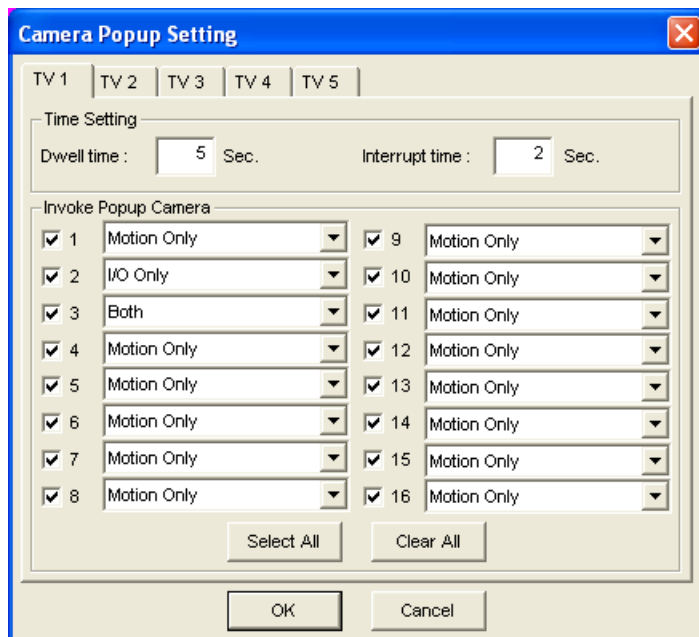 Camera Popup Setting
TV 1 TV 2 TV 3 TV 4 TV 5
Time Setting
Dwell time : 5 Sec. Interrupt time : 2 Sec.
Invoke Popup Camera
1 Motion Only 9 Motion Only
2 I/O Only 10 Motion Only
3 Both 11 Motion Only
4 Motion Only 12 Motion Only
5 Motion Only 13 Motion Only
6 Motion Only 14 Motion Only
7 Motion Only 15 Motion Only
8 Motion Only 16 Motion Only
Select All Clear All
OK Cancel